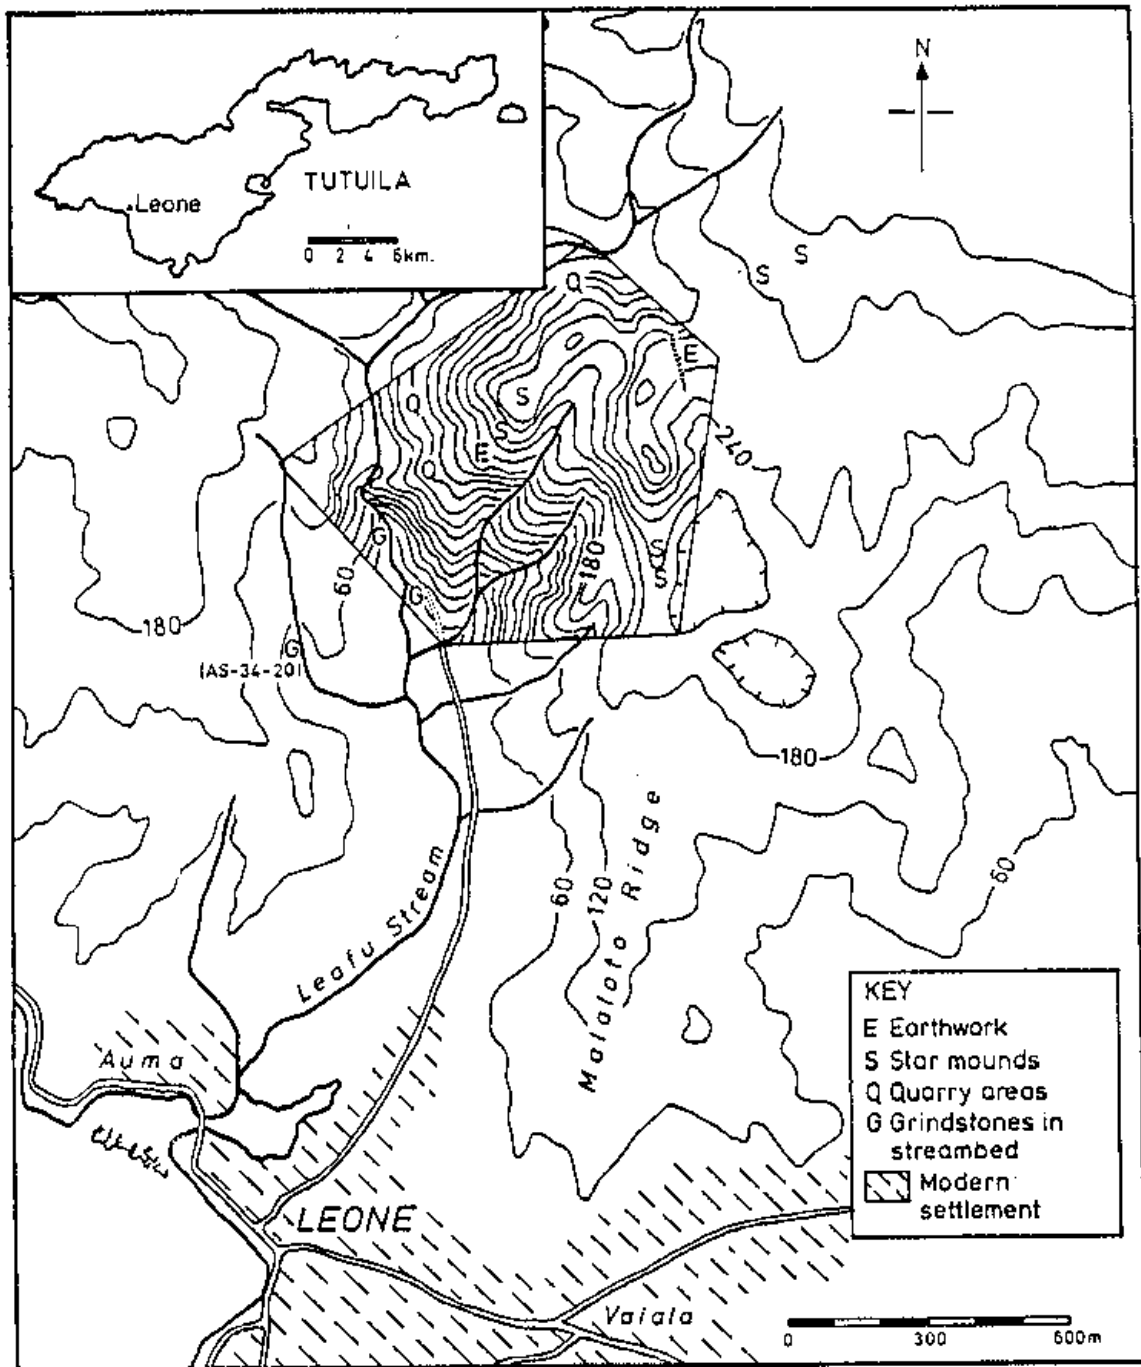 N
TUTUILA
Leone
0 2 4 6km.
S
S
Q
E
S
Q
S
E
Q
240
G
S
S
60
180
G
180
G
(AS-34-20)
180
Malaloto Ridge
60
120
60
Leafu Stream
Auma
LEONE
Vaiala
KEY
E Earthwork
S Star mounds
Q Quarry areas
G Grindstones in
streambed
Modern
settlement
0 300 600m